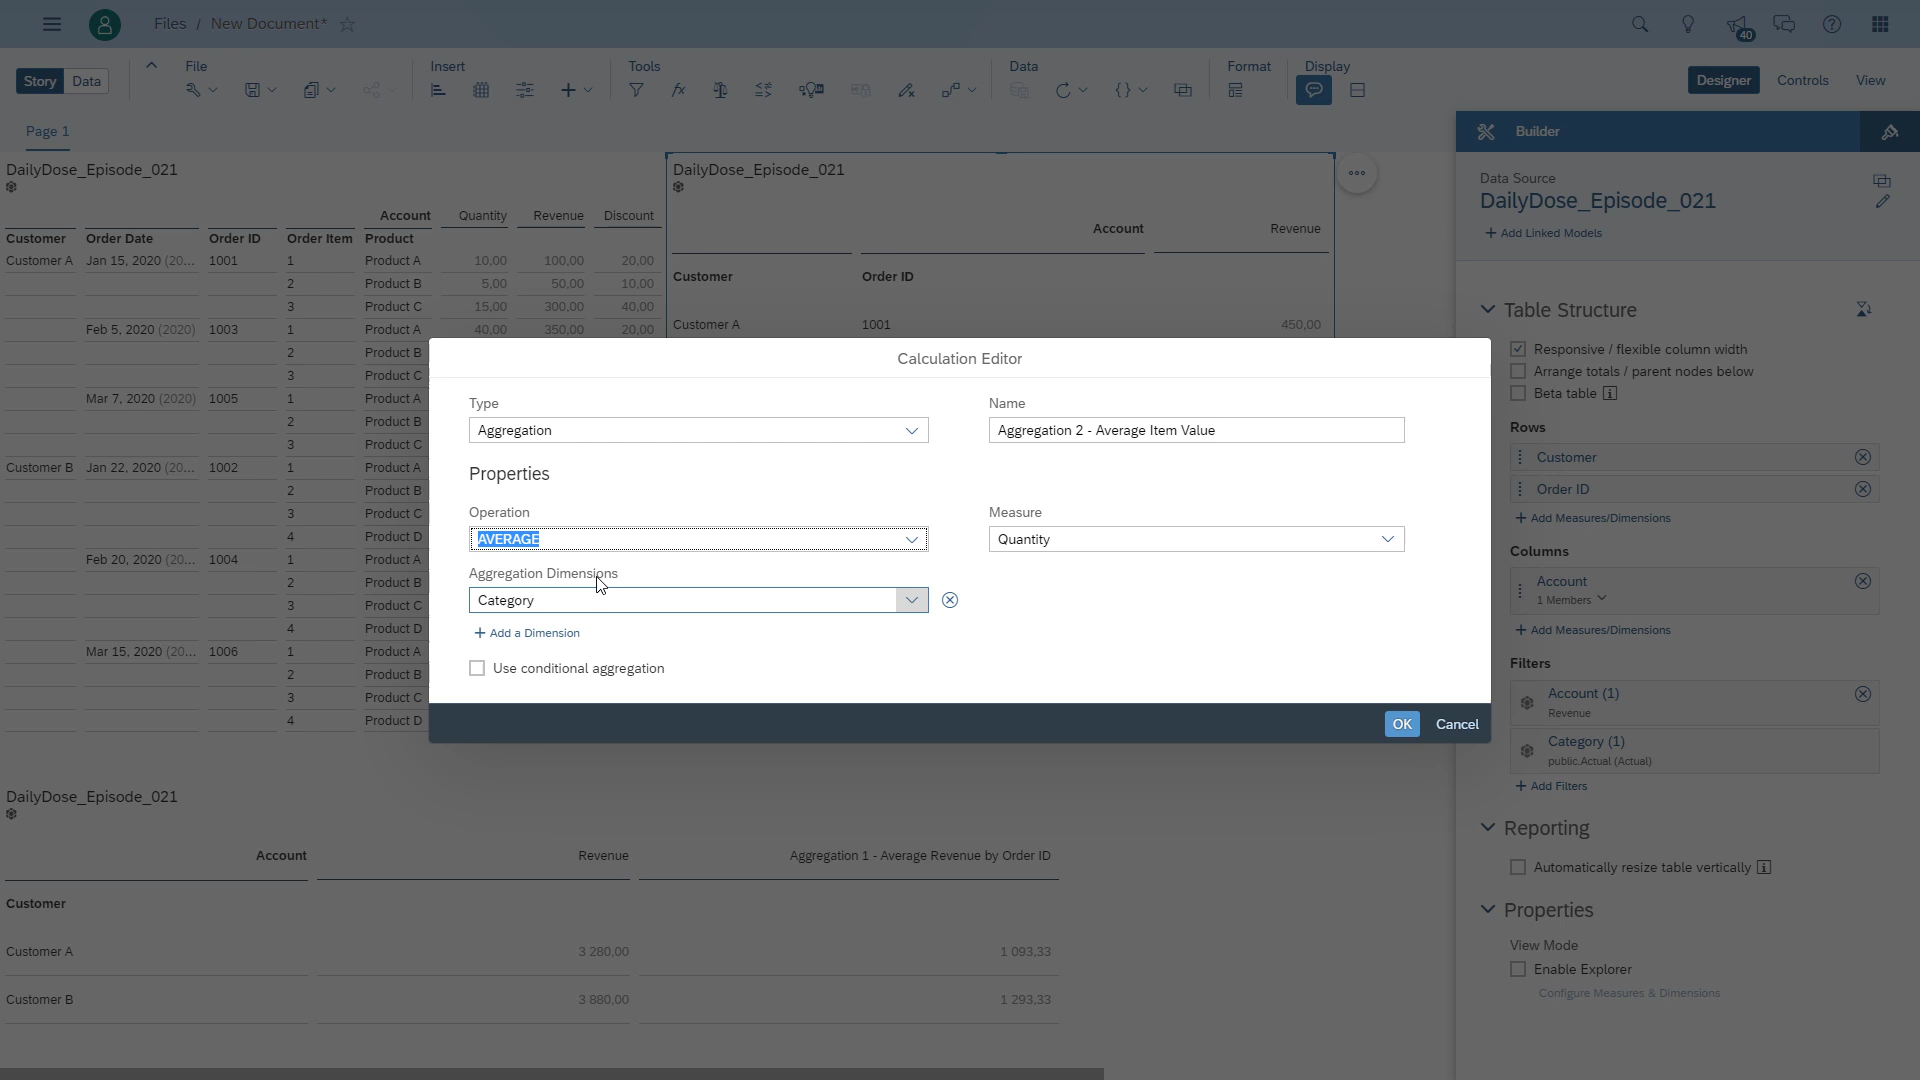 Files / New Document*
40
Story
Data
File
Insert
Tools
Data
Format
Display
Designer
Controls
View
Page 1
Builder
DailyDose_Episode_021
Account Quantity Revenue Discount
Customer Order Date Order ID Order Item Product
Customer A Jan 15, 2020 (20... 1001 1 Product A 10,00 100,00 20,00
2 Product B 5,00 50,00 10,00
3 Product C 15,00 300,00 40,00
Feb 5, 2020 (2020) 1003 1 Product A 40,00 350,00 20,00
2 Product B
3 Product C
Mar 7, 2020 (2020) 1005 1 Product A
2 Product B
3 Product C
Customer B Jan 22, 2020 (20... 1002 1 Product A
2 Product B
3 Product C
4 Product D
Feb 20, 2020 (20... 1004 1 Product A
2 Product B
3 Product C
4 Product D
Mar 15, 2020 (20... 1006 1 Product A
2 Product B
3 Product C
4 Product D
DailyDose_Episode_021
Account Revenue
Customer Order ID
Customer A 1001 450,00
Calculation Editor
Type
Aggregation
Name
Aggregation 2 - Average Item Value
Properties
Operation
AVERAGE
Measure
Quantity
Aggregation Dimensions
Category
+ Add a Dimension
Use conditional aggregation
OK
Cancel
DailyDose_Episode_021
Account Revenue Aggregation 1 - Average Revenue by Order ID
Customer
Customer A 3 280,00 1 093,33
Customer B 3 880,00 1 293,33
Data Source
DailyDose_Episode_021
+ Add Linked Models
Table Structure
Responsive / flexible column width
Arrange totals / parent nodes below
Beta table
Rows
Customer
Order ID
+ Add Measures/Dimensions
Columns
Account
1 Members
+ Add Measures/Dimensions
Filters
Account (1)
Revenue
Category (1)
public.Actual (Actual)
+ Add Filters
Reporting
Automatically resize table vertically
Properties
View Mode
Enable Explorer
Configure Measures & Dimensions